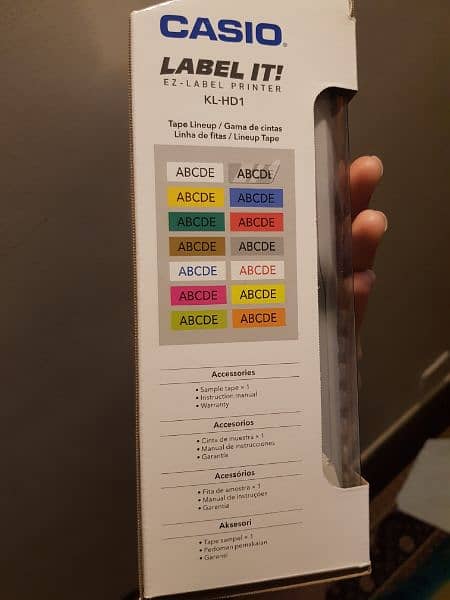 CASIO®
LABEL IT!
EZ-LABEL PRINTER
KL-HD1
Tape Lineup / Gama de cintas
Linha de fitas / Lineup Tape
ABCDE ABCDE
ABCDE ABCDE
ABCDE ABCDE
ABCDE ABCDE
ABCDE ABCDE
ABCDE ABCDE
ABCDE ABCDE
Accessories
• Sample tape × 1
• Instruction manual
• Warranty
Accesorios
• Cinta de muestra × 1
• Manual de instrucciones
• Garantía
Acessórios
• Fita de amostra × 1
• Manual de instruções
• Garantia
Aksesori
• Tape sampel × 1
• Pedoman pemakaian
• Garansi